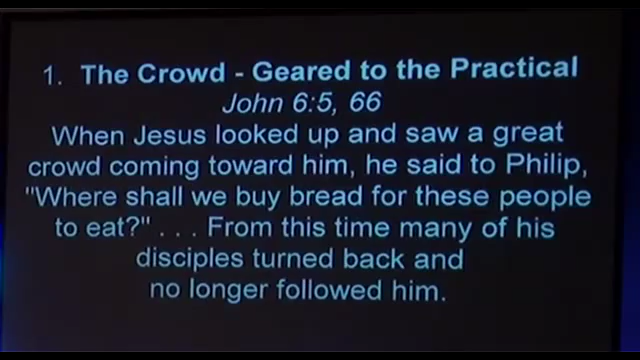 1. The Crowd - Geared to the Practical
John 6:5, 66
When Jesus looked up and saw a great
crowd coming toward him, he said to Philip,
"Where shall we buy bread for these people
to eat?" . . . From this time many of his
disciples turned back and
no longer followed him.